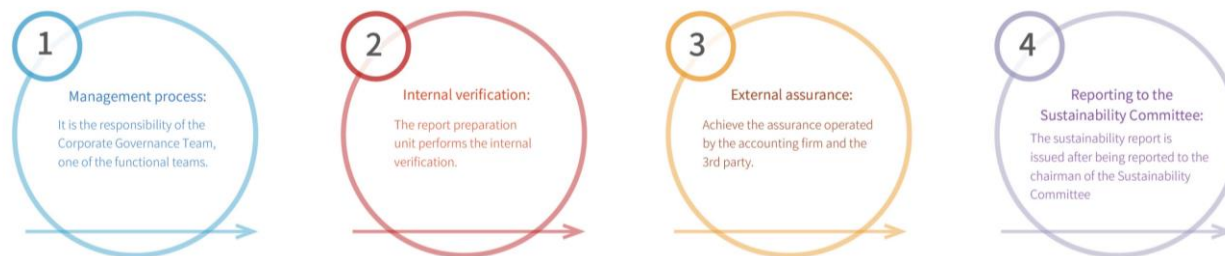 1
Management process:
It is the responsibility of the
Corporate Governance Team,
one of the functional teams.
2
Internal verification:
The report preparation
unit performs the internal
verification.
3
External assurance:
Achieve the assurance operated
by the accounting firm and the
3rd party.
4
Reporting to the
Sustainability Committee:
The sustainability report is
issued after being reported to the
chairman of the Sustainability
Committee